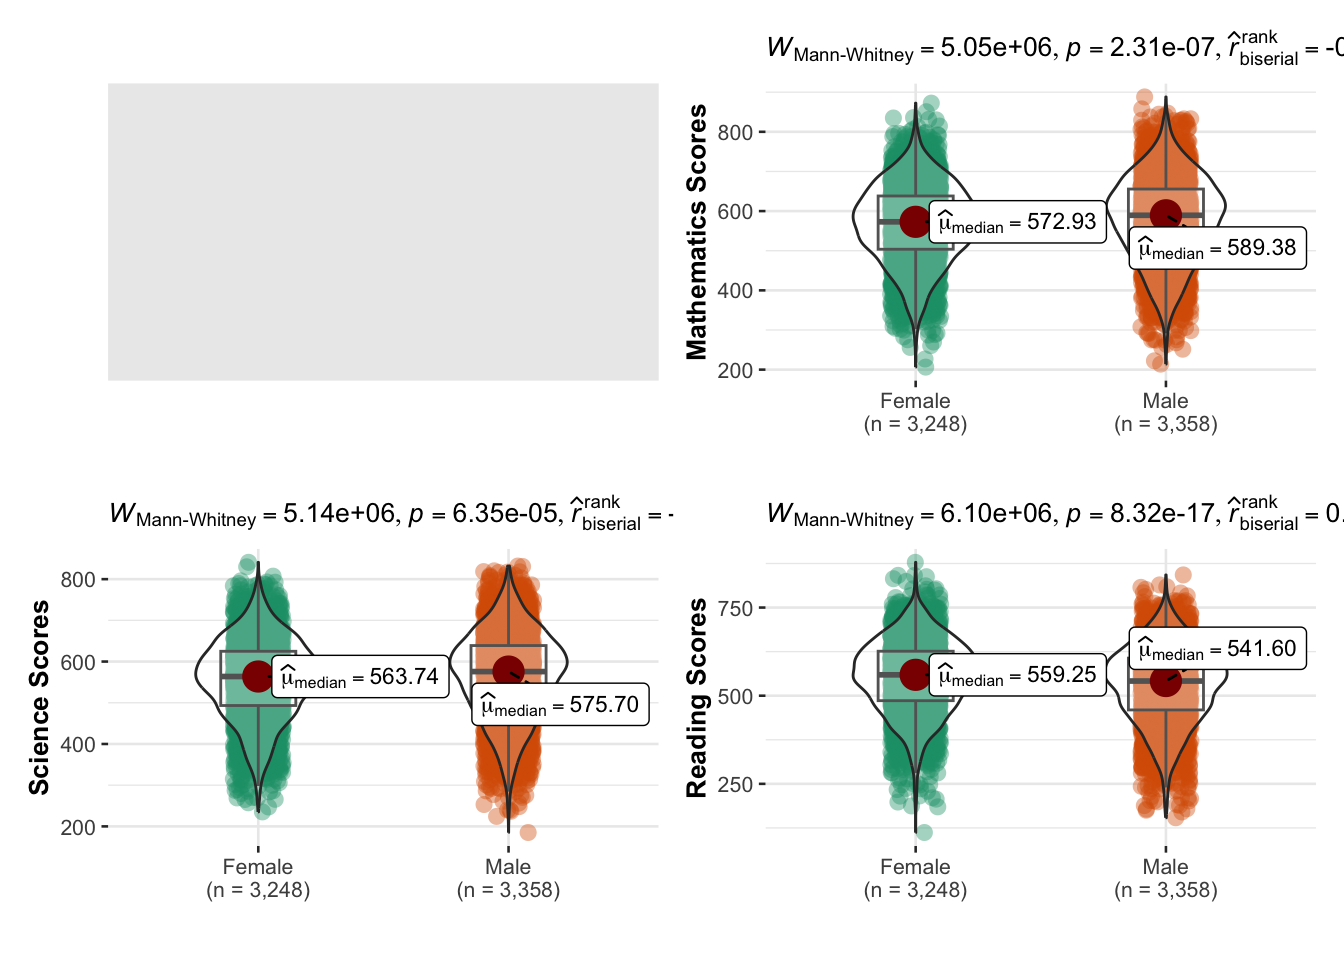 W Mann-Whitney = 5.05e+06, p = 2.31e-07, r̂ rank biserial = -0
Mathematics Scores
800
600
400
200
μ̂ median = 572.93
μ̂ median = 589.38
Female
(n = 3,248)
Male
(n = 3,358)
W Mann-Whitney = 5.14e+06, p = 6.35e-05, r̂ rank biserial = -
Science Scores
800
600
400
200
μ̂ median = 563.74
μ̂ median = 575.70
Female
(n = 3,248)
Male
(n = 3,358)
W Mann-Whitney = 6.10e+06, p = 8.32e-17, r̂ rank biserial = 0.
Reading Scores
750
500
250
μ̂ median = 559.25
μ̂ median = 541.60
Female
(n = 3,248)
Male
(n = 3,358)